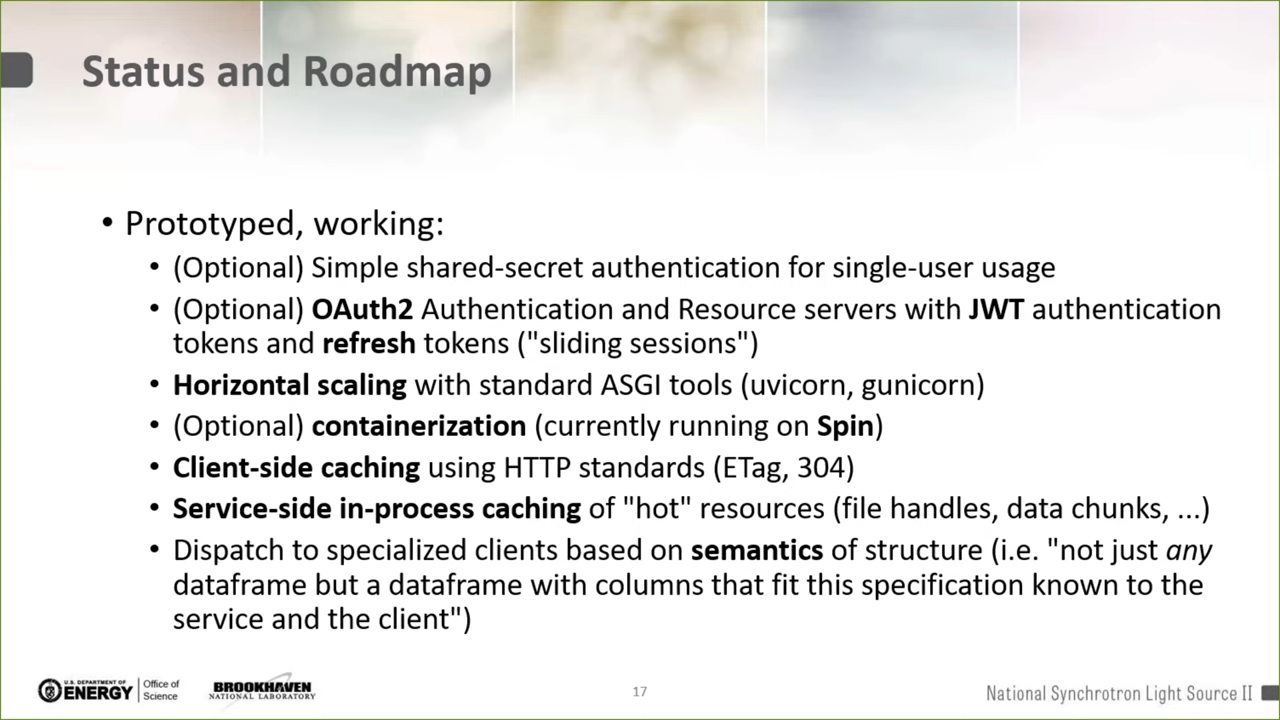 Status and Roadmap
• Prototyped, working:
• (Optional) Simple shared-secret authentication for single-user usage
• (Optional) OAuth2 Authentication and Resource servers with JWT authentication
tokens and refresh tokens ("sliding sessions")
• Horizontal scaling with standard ASGI tools (uvicorn, gunicorn)
• (Optional) containerization (currently running on Spin)
• Client-side caching using HTTP standards (ETag, 304)
• Service-side in-process caching of "hot" resources (file handles, data chunks, ...)
• Dispatch to specialized clients based on semantics of structure (i.e. "not just any
dataframe but a dataframe with columns that fit this specification known to the
service and the client")
U.S. DEPARTMENT OF
ENERGY
Office of
Science
BROOKHAVEN
NATIONAL LABORATORY
17
National Synchrotron Light Source II